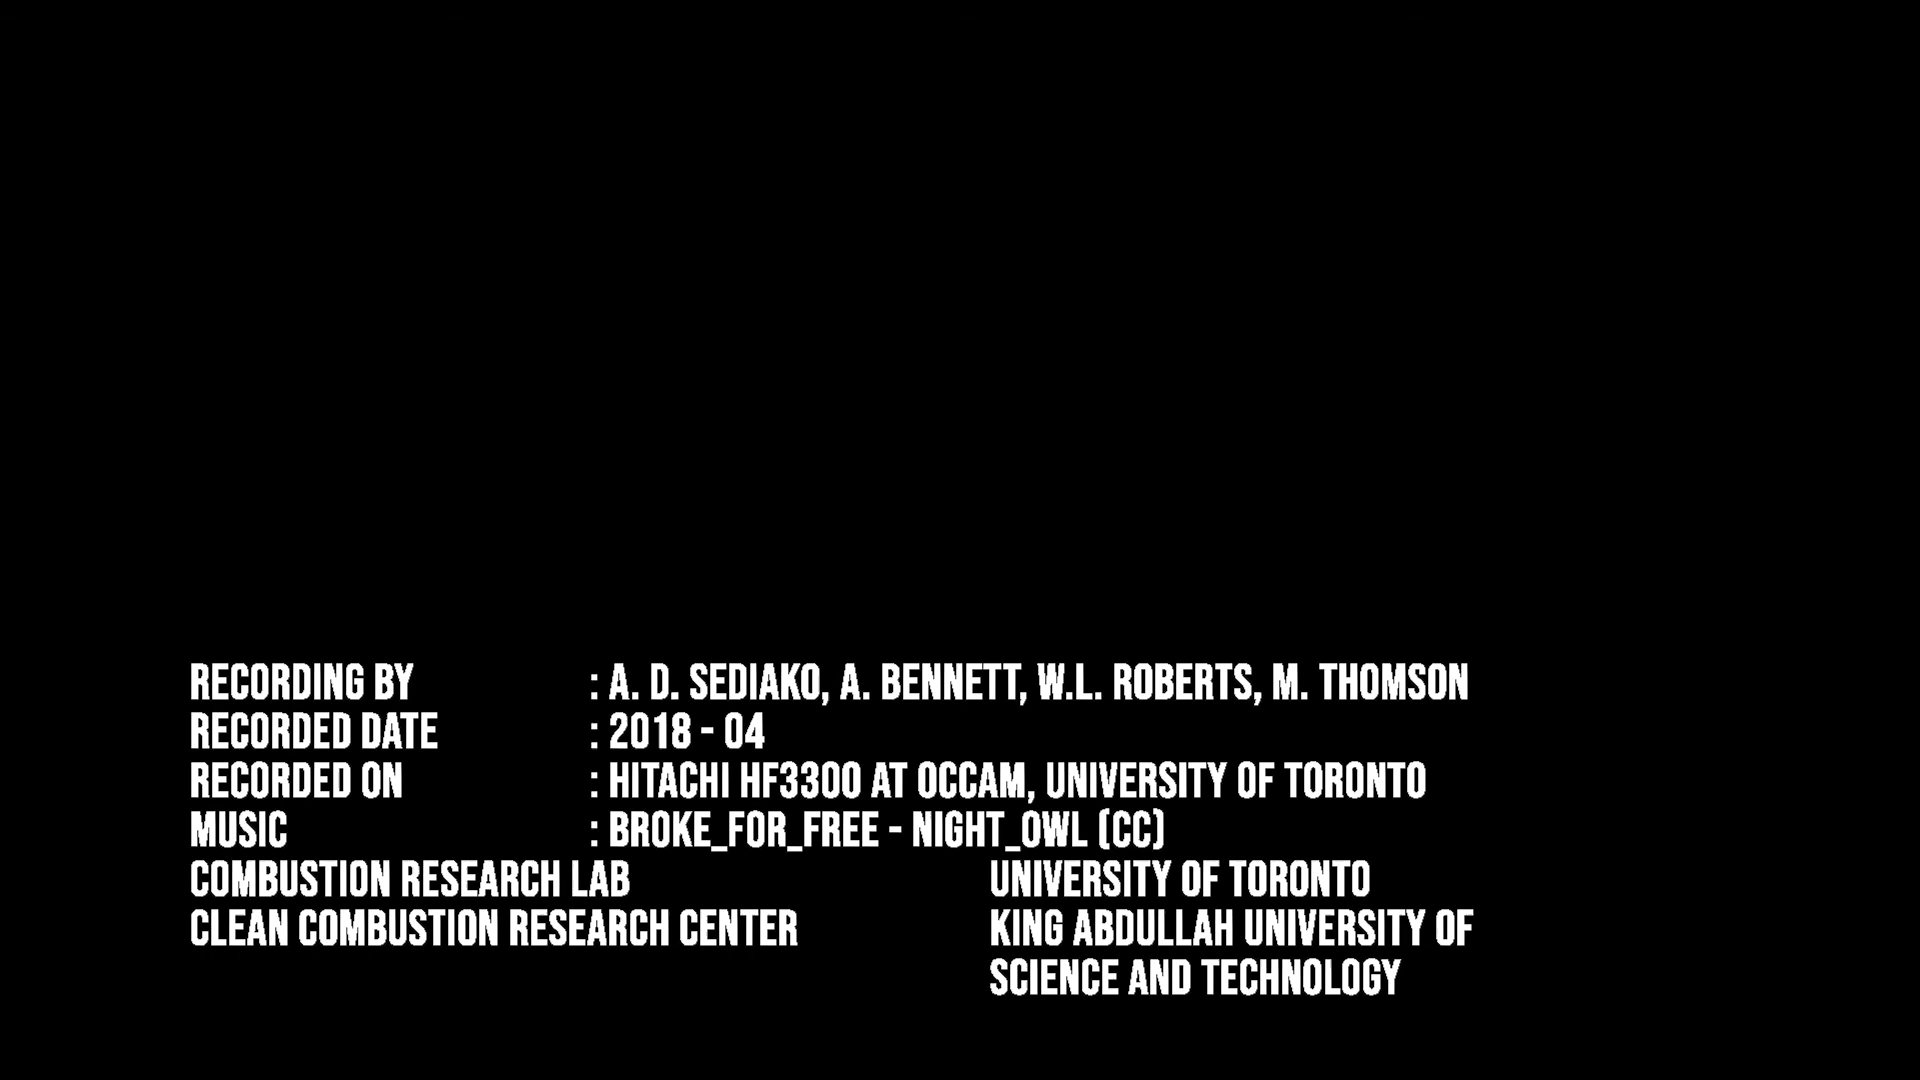 RECORDING BY : A. D. SEDIAKO, A. BENNETT, W.L. ROBERTS, M. THOMSON
RECORDED DATE : 2018 - 04
RECORDED ON : HITACHI HF3300 AT OCCAM, UNIVERSITY OF TORONTO
MUSIC : BROKE_FOR_FREE - NIGHT_OWL (CC)
COMBUSTION RESEARCH LAB UNIVERSITY OF TORONTO
CLEAN COMBUSTION RESEARCH CENTER KING ABDULLAH UNIVERSITY OF
SCIENCE AND TECHNOLOGY